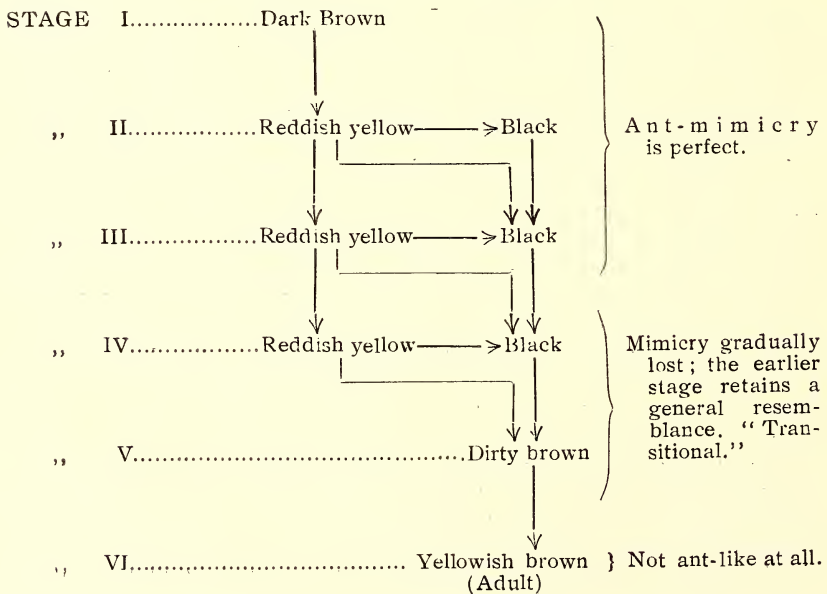 STAGE I.................Dark Brown
,, II................Reddish yellow Black
Ant-mimicry
is perfect.
,, III.................Reddish yellow Black
,, IV.................Reddish yellow Black
Mimicry gradually
lost; the earlier
stage retains a
general resem-
blance. "Tran-
sitional."
,, V............................................Dirty brown
,, VI....................................... Yellowish brown } Not ant-like at all.
(Adult)